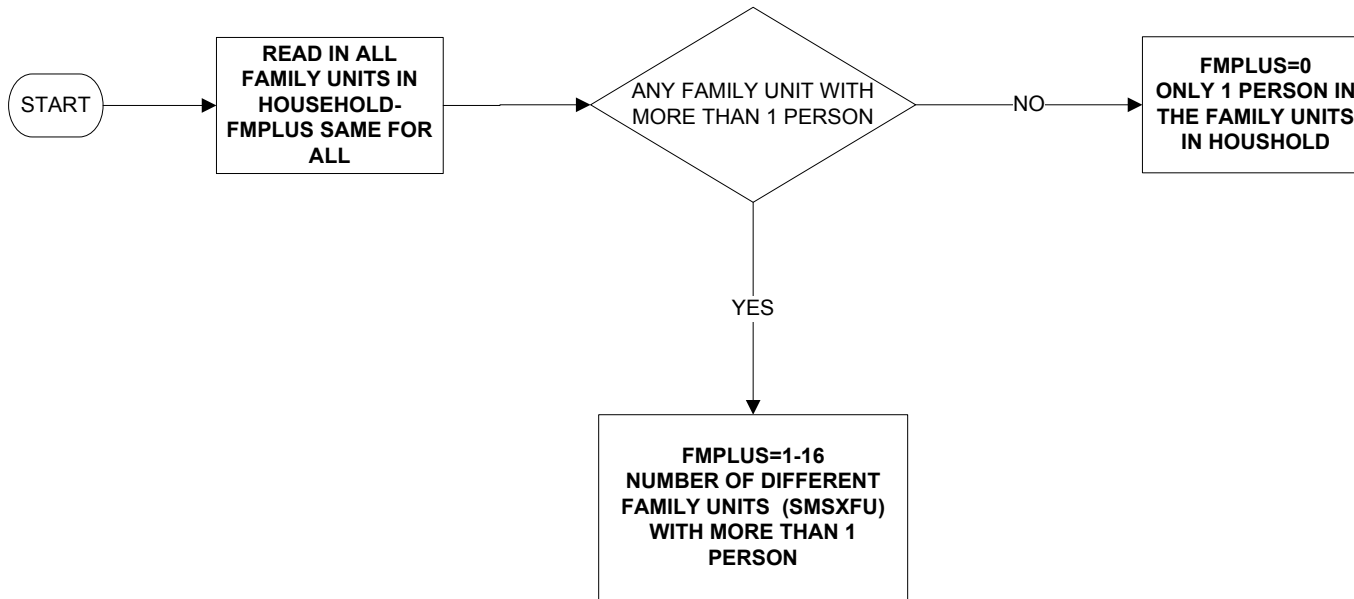 START
READ IN ALL
FAMILY UNITS IN
HOUSEHOLD-
FMPLUS SAME FOR
ALL
ANY FAMILY UNIT WITH
MORE THAN 1 PERSON
NO
FMPLUS=0
ONLY 1 PERSON IN
THE FAMILY UNITS
IN HOUSHOLD
YES
FMPLUS=1-16
NUMBER OF DIFFERENT
FAMILY UNITS (SMSXFU)
WITH MORE THAN 1
PERSON